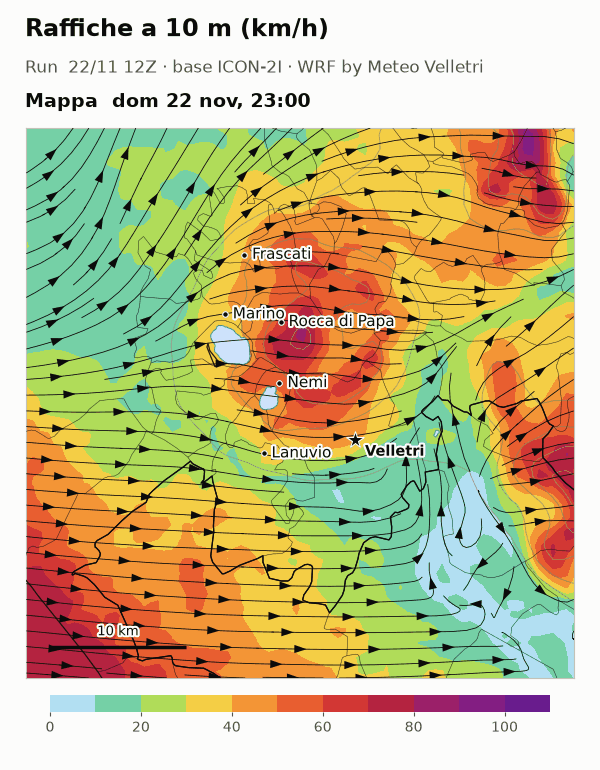 Raffiche a 10 m (km/h)
Run  22/11 12Z · base ICON-2I · WRF by Meteo Velletri
Mappa  dom 22 nov, 23:00
Frascati
Marino
Rocca di Papa
Nemi
Velletri
Lanuvio
10 km
0 20 40 60 80 100